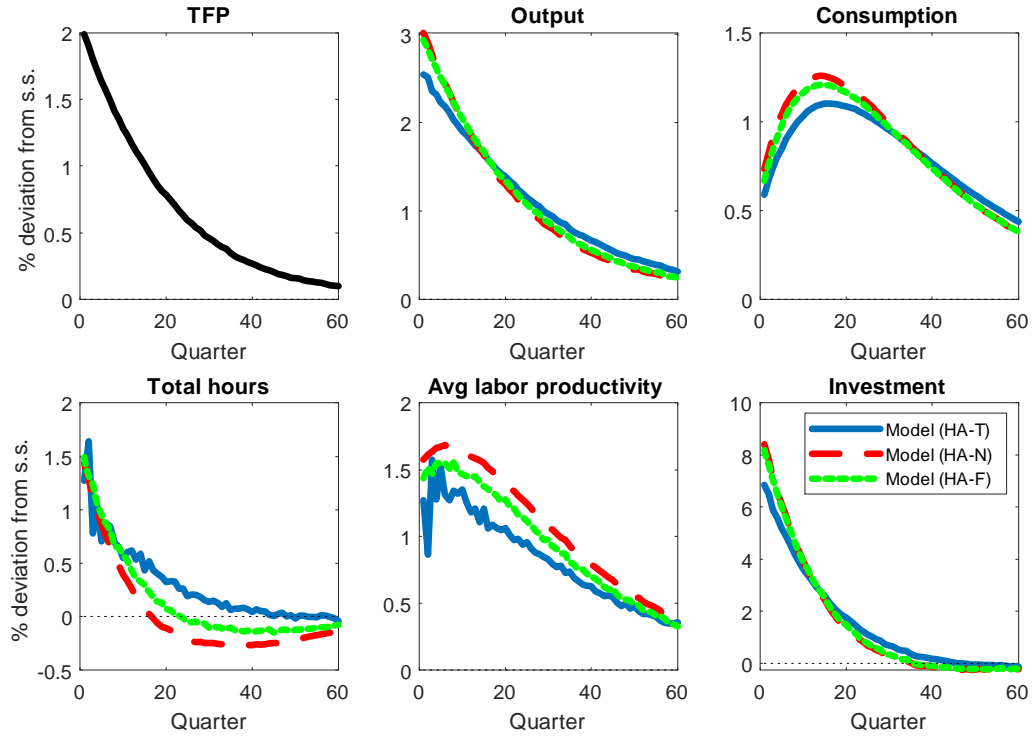 TFP
% deviation from s.s.
2
1.5
1
0.5
0
0 20 40 60
Quarter
Output
3
2
1
0
0 20 40 60
Quarter
Consumption
1.5
1
0.5
0
0 20 40 60
Quarter
Total hours
% deviation from s.s.
2
1.5
1
0.5
0
-0.5
0 20 40 60
Quarter
Avg labor productivity
2
1.5
1
0.5
0
0 20 40 60
Quarter
Investment
10
8
6
4
2
0
0 20 40 60
Quarter
Model (HA-T)
Model (HA-N)
Model (HA-F)